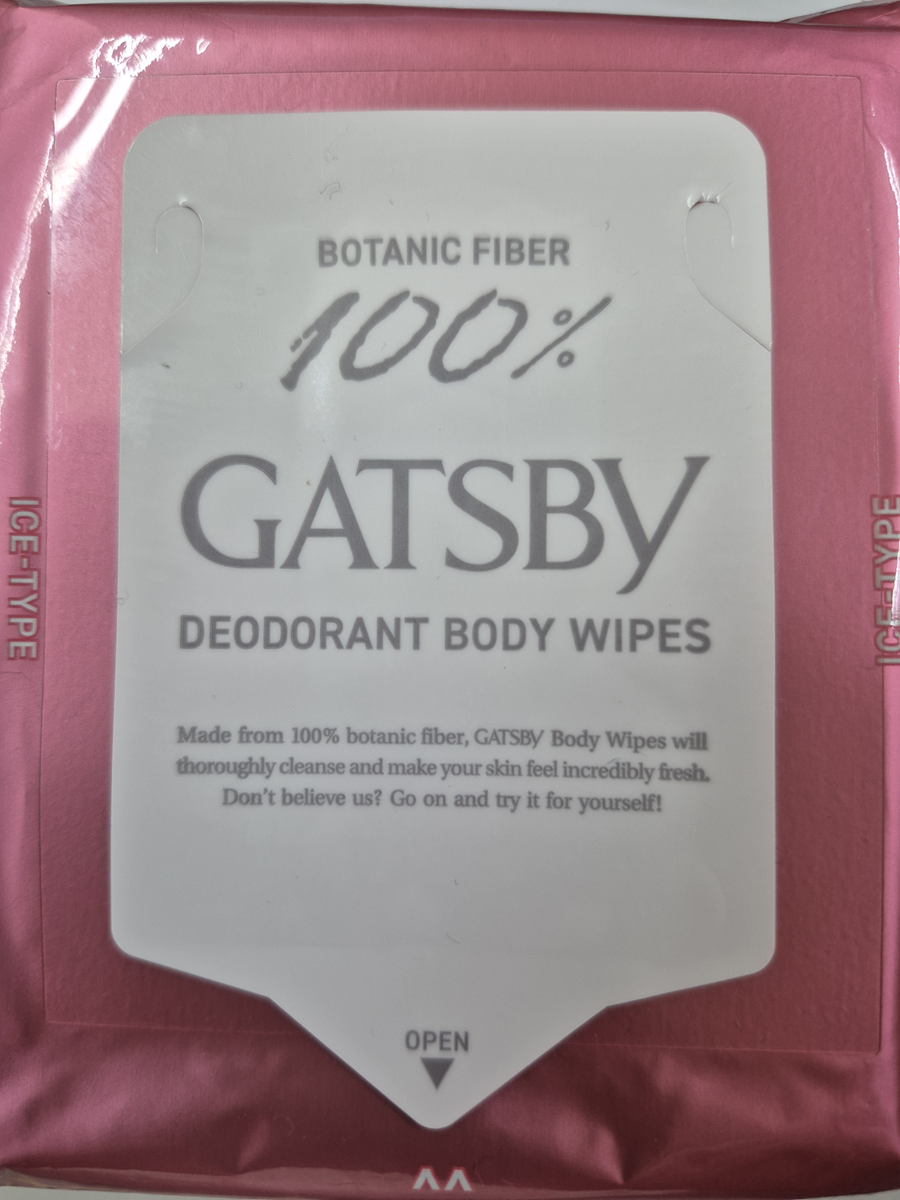 BOTANIC FIBER
100%
GATSBY
DEODORANT BODY WIPES
Made from 100% botanic fiber, GATSBY Body Wipes will
thoroughly cleanse and make your skin feel incredibly fresh.
Don't believe us? Go on and try it for yourself!
OPEN
ICE-TYPE
ICE-TYPE